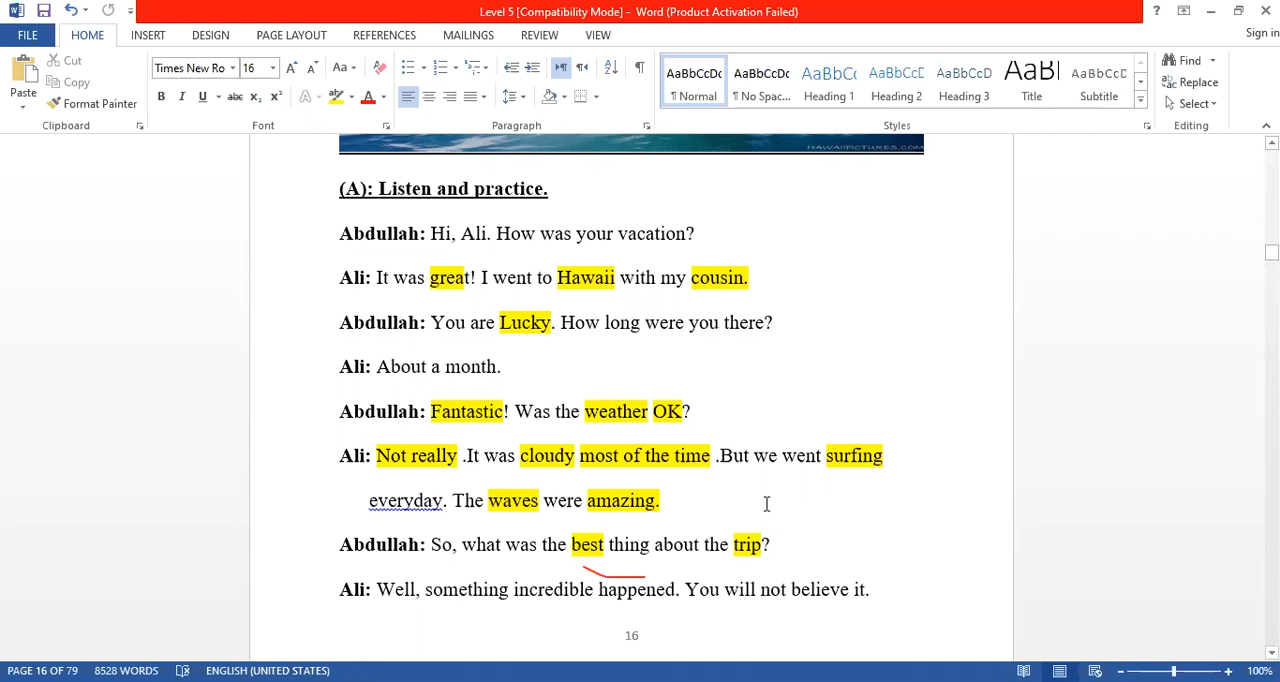 Level 5 [Compatibility Mode] - Word (Product Activation Failed)
?
FILE HOME INSERT DESIGN PAGE LAYOUT REFERENCES MAILINGS REVIEW VIEW Sign in
Paste
Cut
Copy
Format Painter
Times New Ro 16 Aa
B I U abc X₂ X² A A
AaBbCcDc AaBbCcDc AaBbCc AaBbCcD AaBbCcD AaBl AaBbCcD
¶ Normal ¶ No Spac... Heading 1 Heading 2 Heading 3 Title Subtitle
Find
Replace
Select
Clipboard Font Paragraph Styles Editing
HAWAIIPICTURES.COM
(A): Listen and practice.
Abdullah: Hi, Ali. How was your vacation?
Ali: It was great! I went to Hawaii with my cousin.
Abdullah: You are Lucky. How long were you there?
Ali: About a month.
Abdullah: Fantastic! Was the weather OK?
Ali: Not really .It was cloudy most of the time .But we went surfing
everyday. The waves were amazing.
Abdullah: So, what was the best thing about the trip?
Ali: Well, something incredible happened. You will not believe it.
16
PAGE 16 OF 79 8528 WORDS ENGLISH (UNITED STATES) 100%